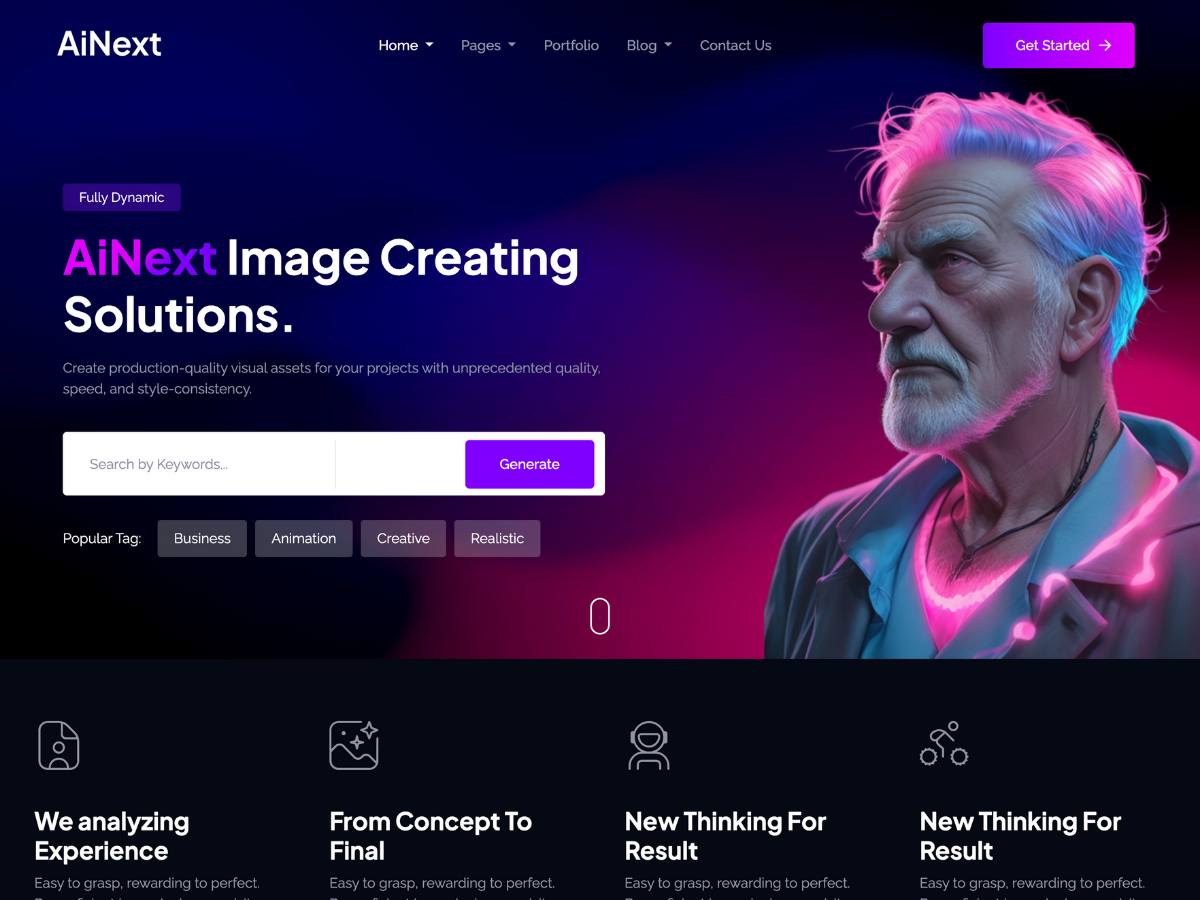 AiNext
Home
Pages
Portfolio
Blog
Contact Us
Get Started
Fully Dynamic
AiNext Image Creating
Solutions.
Create production-quality visual assets for your projects with unprecedented quality,
speed, and style-consistency.
Search by Keywords...
Generate
Popular Tag:
Business
Animation
Creative
Realistic
We analyzing
Experience
Easy to grasp, rewarding to perfect.
From Concept To
Final
Easy to grasp, rewarding to perfect.
New Thinking For
Result
Easy to grasp, rewarding to perfect.
New Thinking For
Result
Easy to grasp, rewarding to perfect.